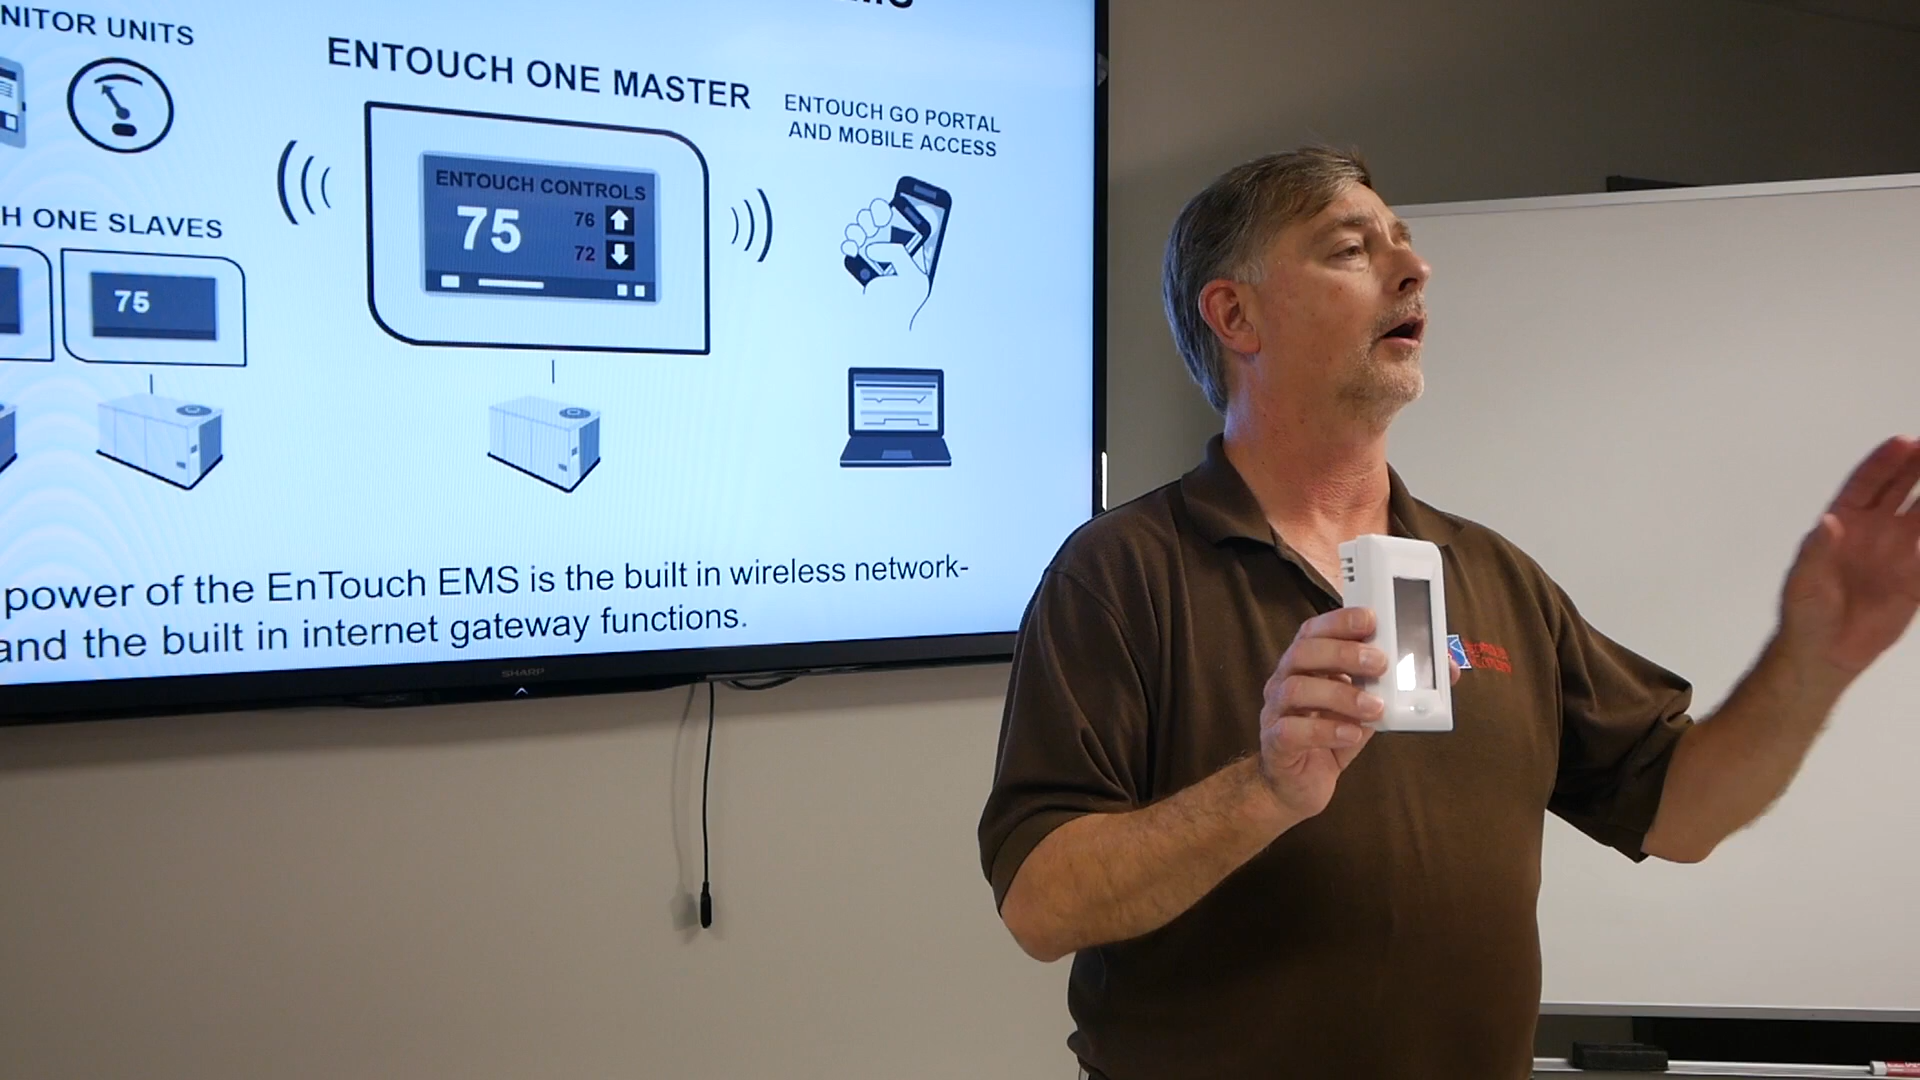 NITOR UNITS
ENTOUCH ONE MASTER
ENTOUCH GO PORTAL
AND MOBILE ACCESS
ENTOUCH CONTROLS
75
76
72
H ONE SLAVES
75
power of the EnTouch EMS is the built in wireless network-
and the built in internet gateway functions.
SHARP